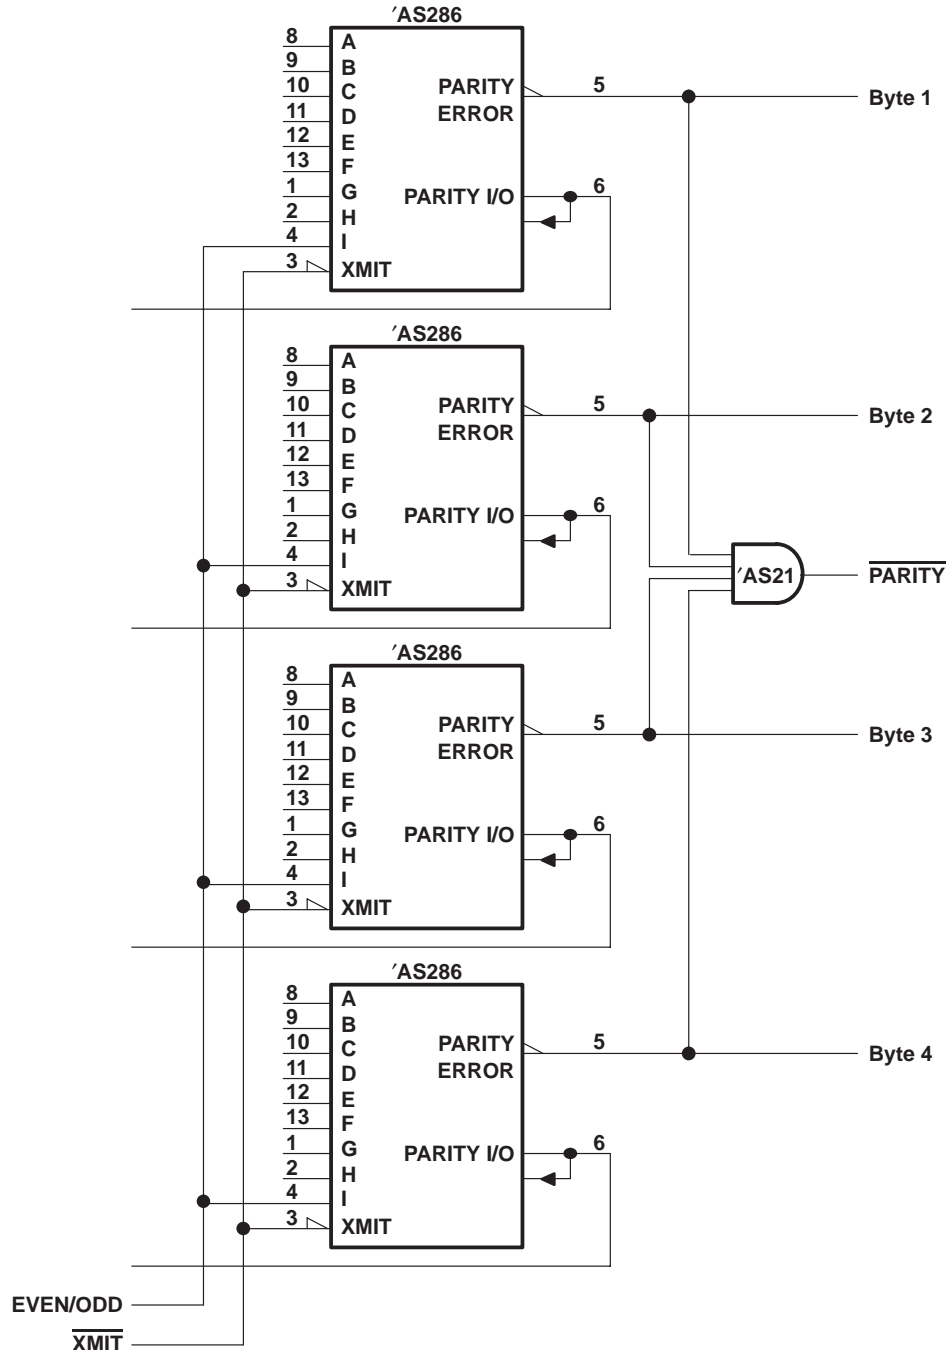 ′AS286
8 A
9 B
10 C
11 D
12 E
13 F
1 G
2 H
4 I
3 XMIT
PARITY
ERROR
5
Byte 1
PARITY I/O
6
′AS286
8 A
9 B
10 C
11 D
12 E
13 F
1 G
2 H
4 I
3 XMIT
PARITY
ERROR
5
Byte 2
PARITY I/O
6
′AS21
PARITY
′AS286
8 A
9 B
10 C
11 D
12 E
13 F
1 G
2 H
4 I
3 XMIT
PARITY
ERROR
5
Byte 3
PARITY I/O
6
′AS286
8 A
9 B
10 C
11 D
12 E
13 F
1 G
2 H
4 I
3 XMIT
PARITY
ERROR
5
Byte 4
PARITY I/O
6
EVEN/ODD
XMIT